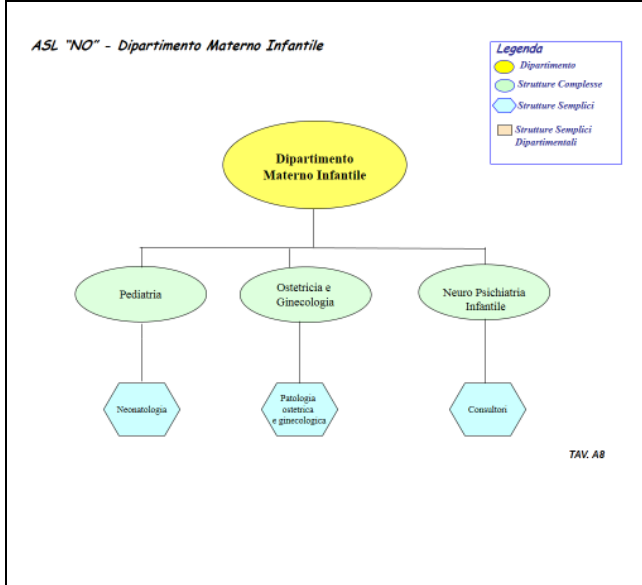 ASL "NO" - Dipartimento Materno Infantile
Legenda
Dipartimento
Strutture Complesse
Strutture Semplici
Strutture Semplici
Dipartimentali
Dipartimento
Materno Infantile
Pediatria
Ostetricia e
Ginecologia
Neuro Psichiatria
Infantile
Neonatologia
Patologia
ostetrica
e ginecologica
Consultori
TAV. A8